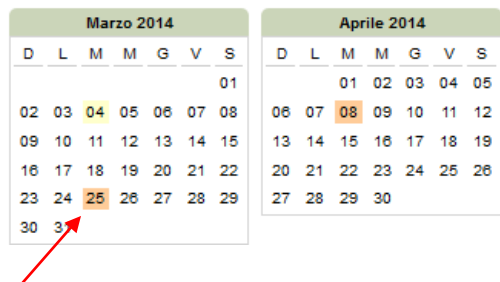 Marzo 2014
D L M M G V S
01
02 03 04 05 06 07 08
09 10 11 12 13 14 15
16 17 18 19 20 21 22
23 24 25 26 27 28 29
30 31
Aprile 2014
D L M M G V S
01 02 03 04 05
06 07 08 09 10 11 12
13 14 15 16 17 18 19
20 21 22 23 24 25 26
27 28 29 30